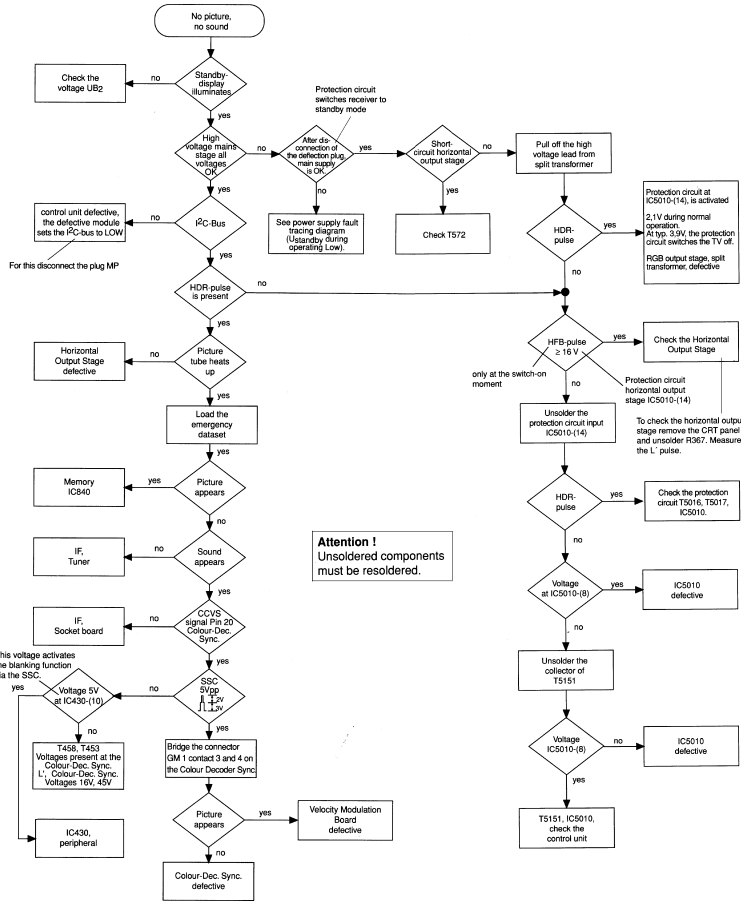 No picture,
no sound
Standby-
display
illuminates
no
Check the
voltage UB2
yes
High
voltage mains
stage all
voltages
OK
no
After dis-
connection of
the deflection plug,
main supply
is OK.
Protection circuit
switches receiver to
standby mode
yes
Short-
circuit horizontal
output stage
no
Pull off the high
voltage lead from
split transformer
yes
no
yes
See power supply fault
tracing diagram
(Ustandby during
operating Low).
Check T572
I2C-Bus
no
control unit defective,
the defective module
sets the I2C-bus to LOW
For this disconnect the plug MP
HDR-
pulse
yes
Protection circuit at
IC5010-(14), is activated
2,1V during normal
operation.
At typ. 3,9V, the protection
circuit switches the TV off.
RGB output stage, split
transformer, defective
no
yes
HDR-pulse
is present
no
yes
Picture
tube heats
up
no
Horizontal
Output Stage
defective
HFB-pulse
≥ 16 V
yes
Check the Horizontal
Output Stage
only at the switch-on
moment
Protection circuit
horizontal output
stage IC5010-(14)
To check the horizontal outpu
stage remove the CRT panel
and unsolder R367. Measure
the L´ pulse.
no
yes
Load the
emergency
dataset
Unsolder the
protection circuit input
IC5010-(14)
yes
Picture
appears
yes
Memory
IC840
HDR-
pulse
yes
Check the protection
circuit T5016, T5017,
IC5010.
no
no
Sound
appears
no
IF,
Tuner
Attention !
Unsoldered components
must be resoldered.
Voltage
at IC5010-(8)
yes
IC5010
defective
yes
no
CCVS
signal Pin 20
Colour-Dec.
Sync.
no
IF,
Socket board
yes
Unsolder the
collector of
T5151
his voltage activates
he blanking function
ia the SSC.
SSC
5Vpp
2V
3V
no
Voltage 5V
at IC430-(10)
yes
no
T458, T453
Voltages present at the
Colour-Dec. Sync.
L', Colour-Dec. Sync.
Voltages 16V, 45V
IC430,
peripheral
yes
Bridge the connector
GM 1 contact 3 and 4 on
the Colour Decoder Sync.
Voltage
IC5010-(8)
no
IC5010
defective
yes
T5151, IC5010,
check the
control unit
Picture
appears
yes
Velocity Modulation
Board
defective
no
Colour-Dec. Sync.
defective